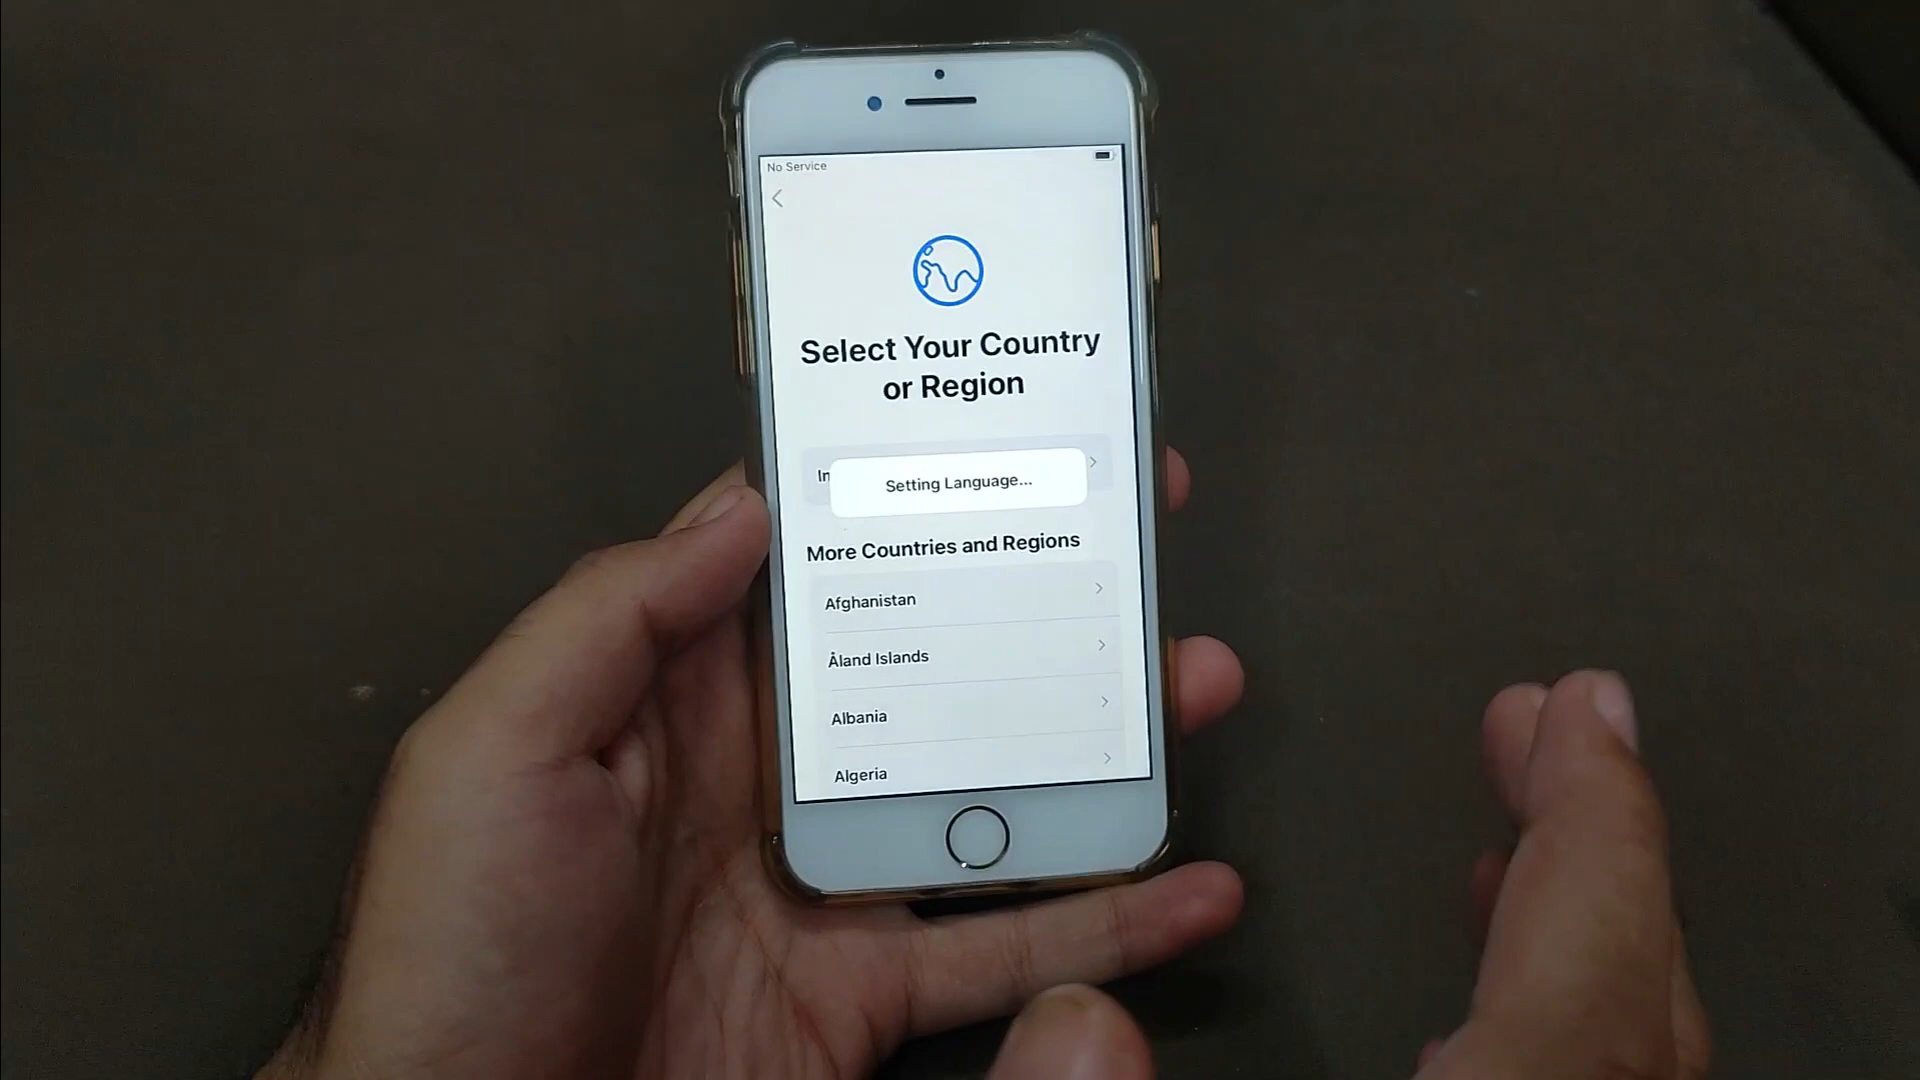 No Service
Select Your Country
or Region
Setting Language...
More Countries and Regions
Afghanistan
Åland Islands
Albania
Algeria